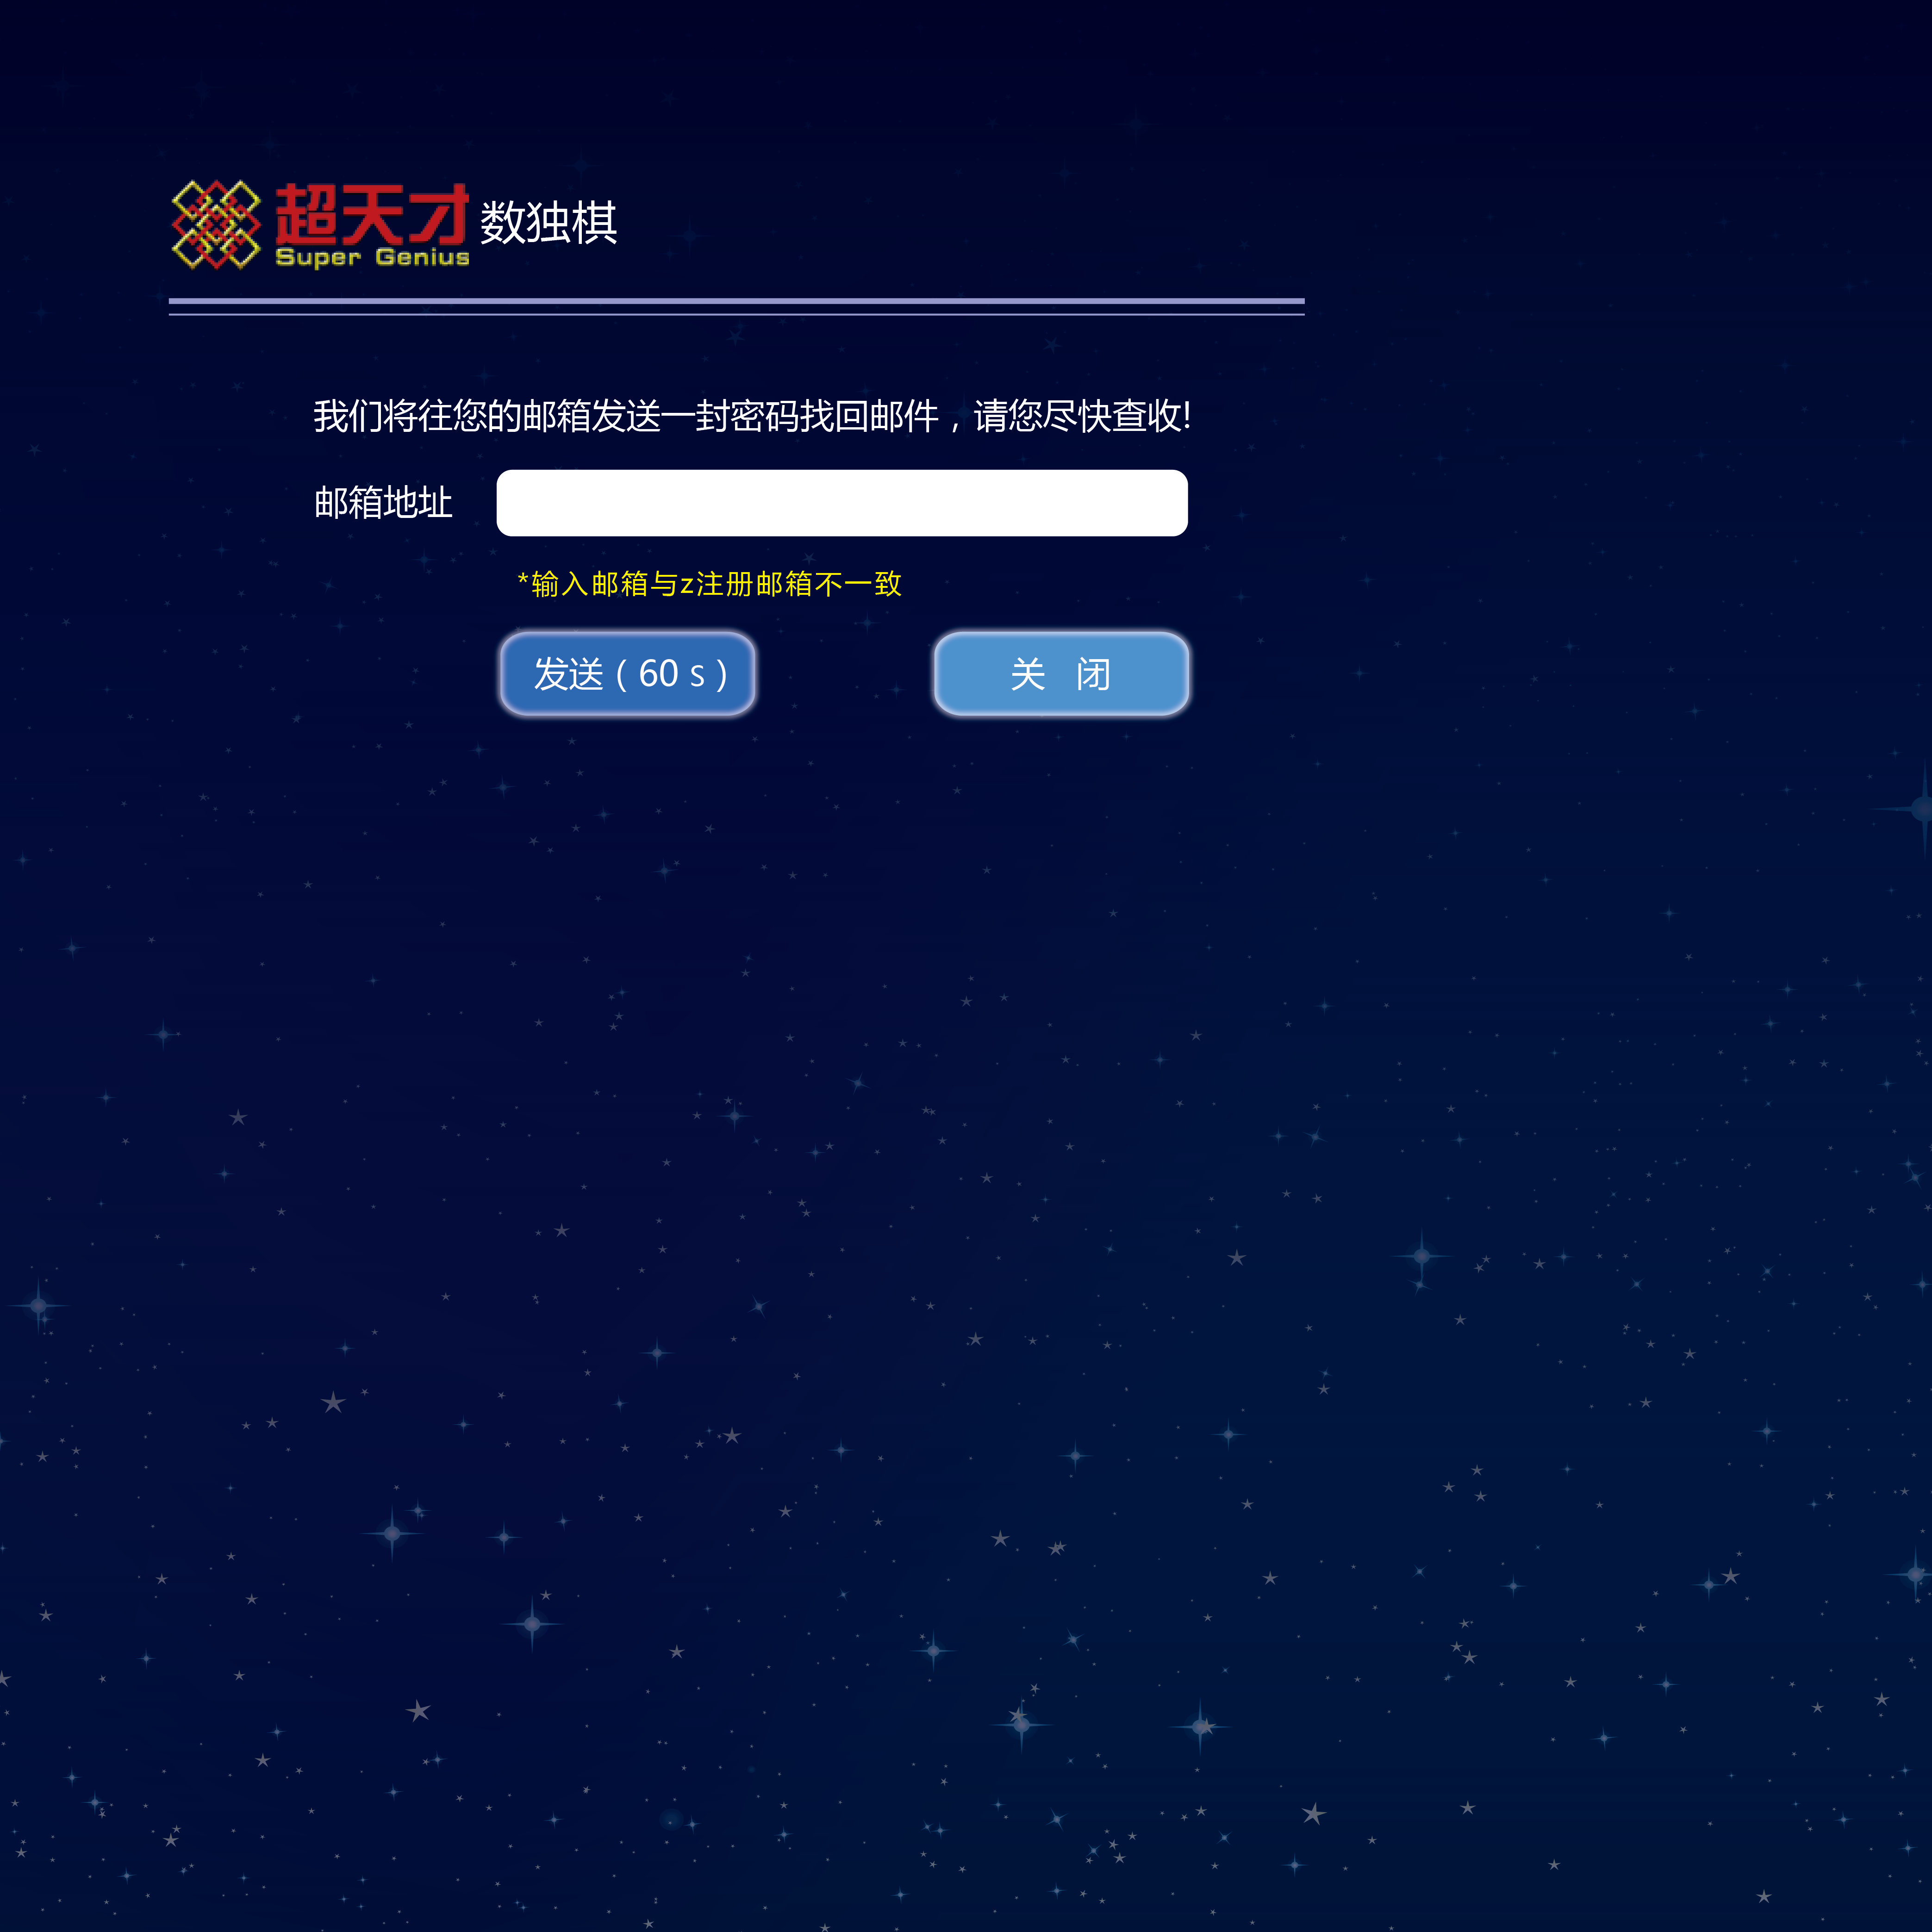 超天才 数独棋
Super Genius
我们将往您的邮箱发送一封密码找回邮件，请您尽快查收!
邮箱地址
*输入邮箱与z注册邮箱不一致
发送（60 s） 关 闭